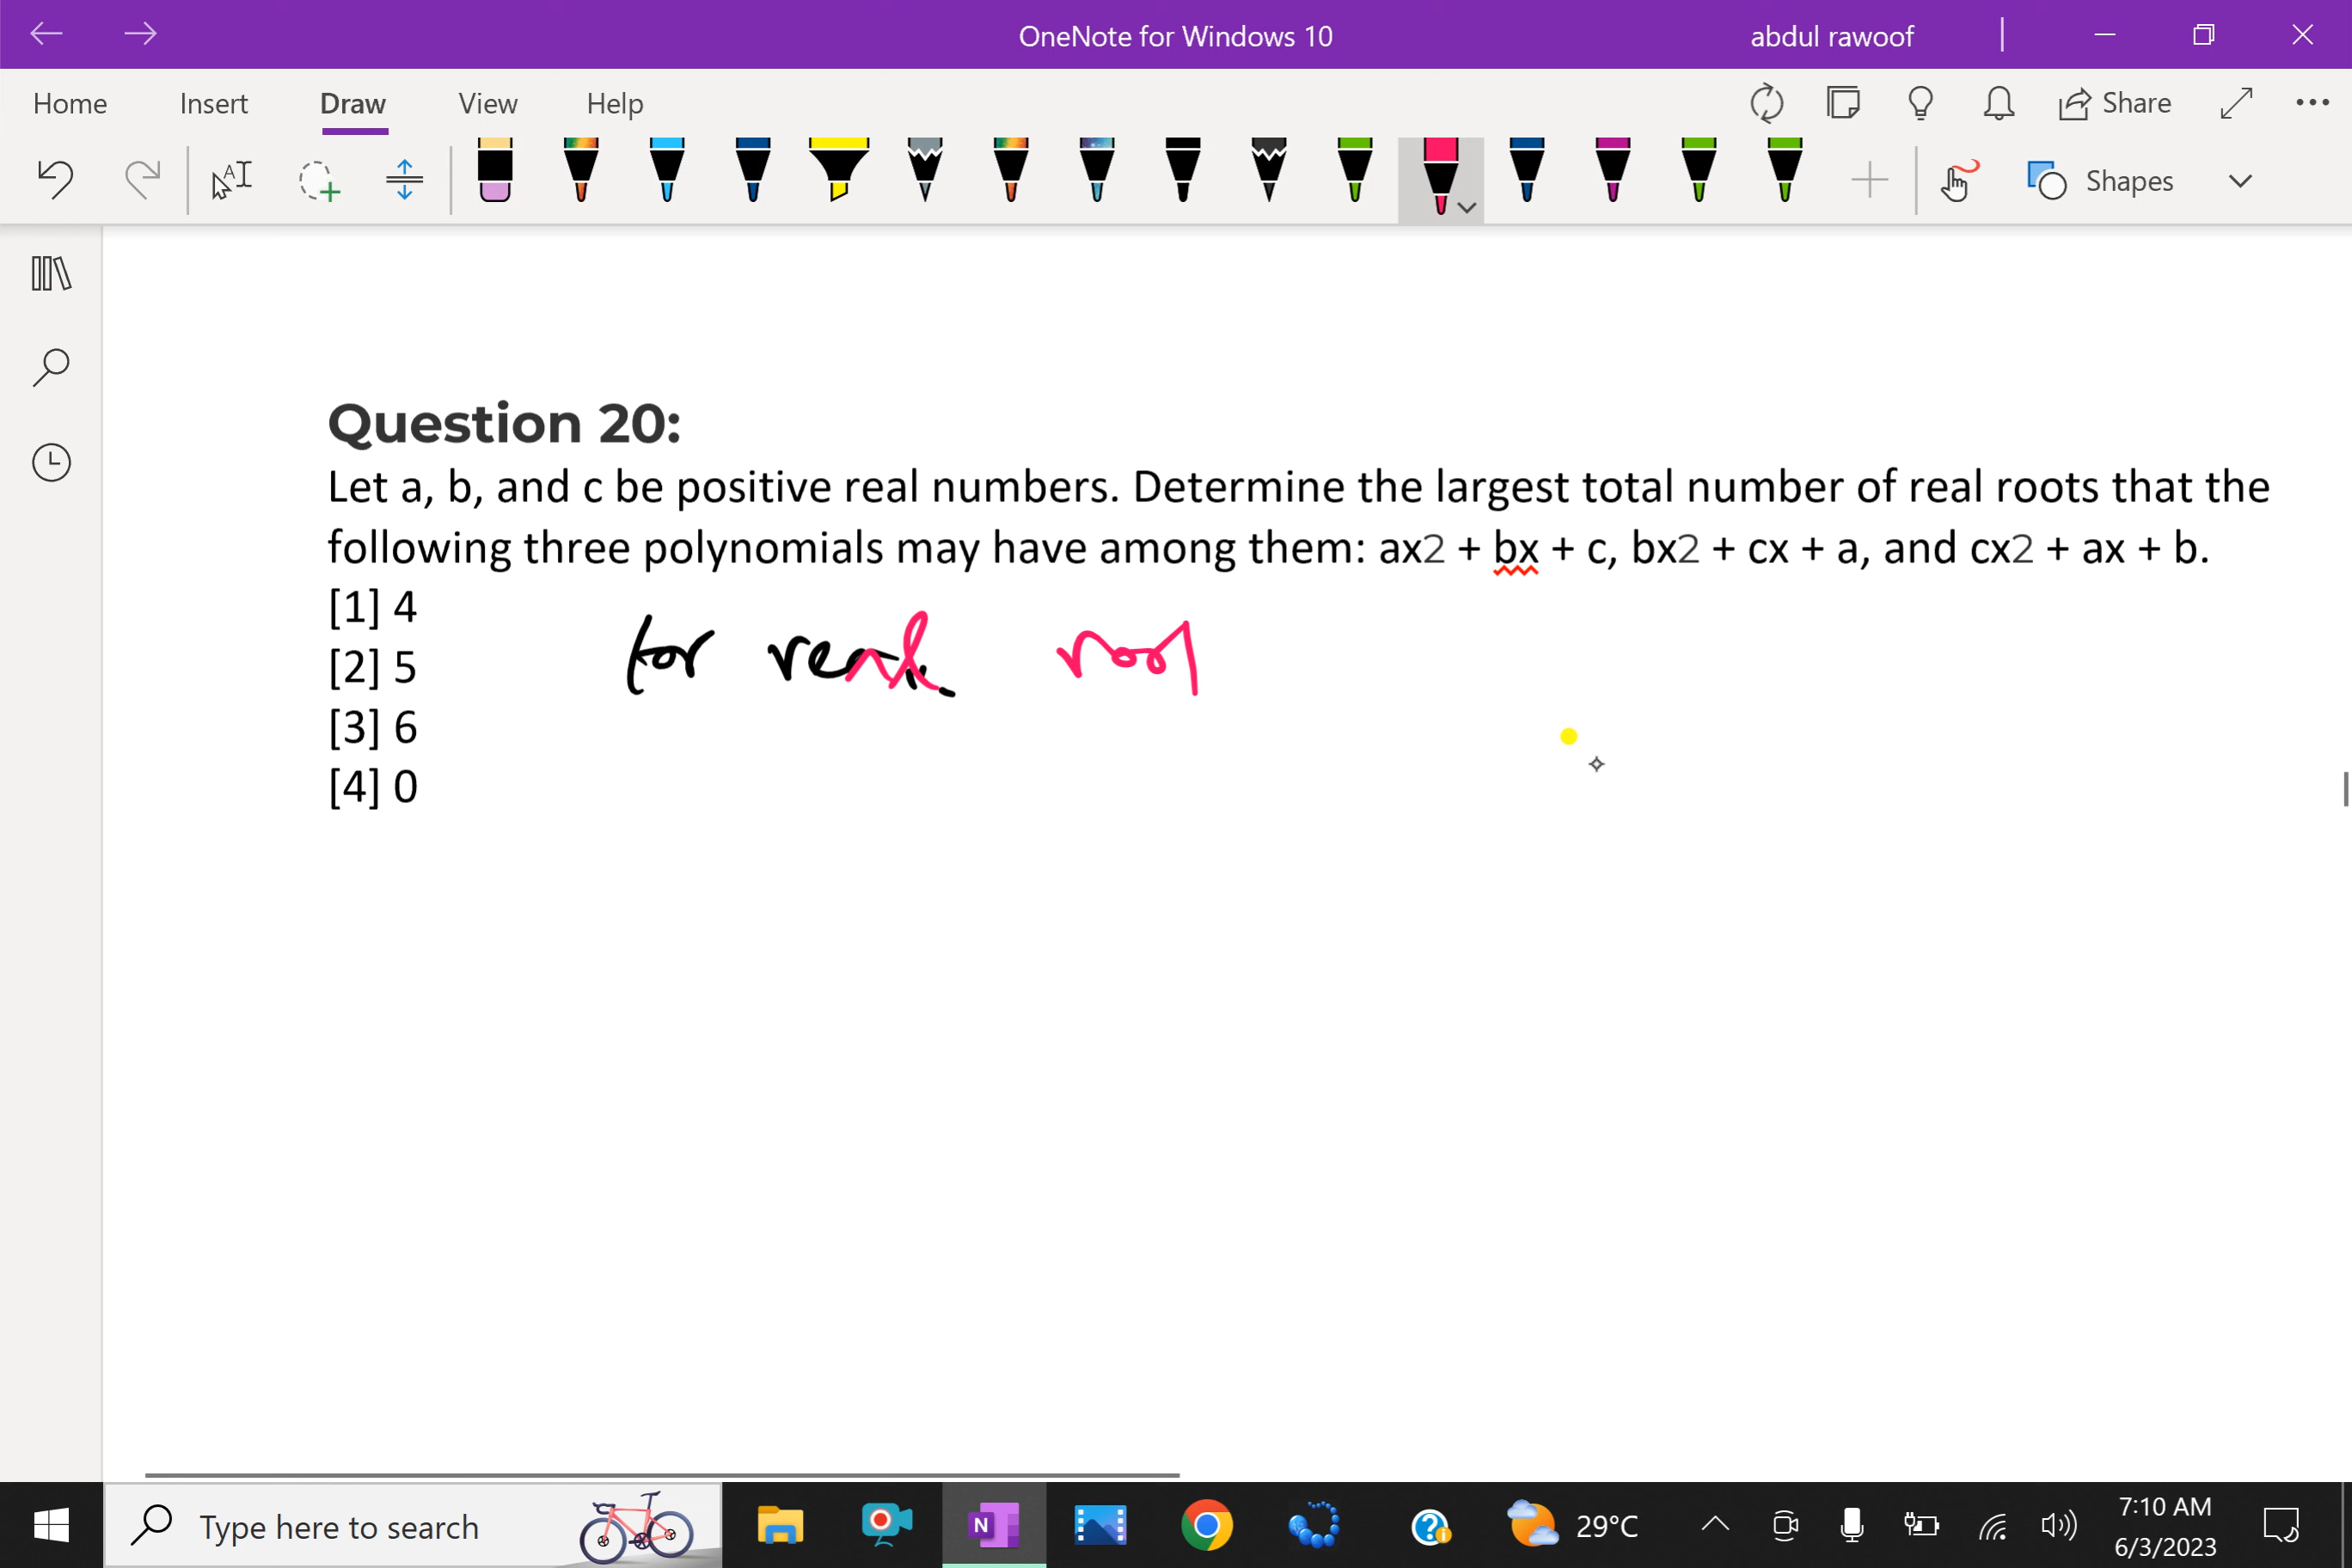 OneNote for Windows 10
abdul rawoof
Home Insert Draw View Help
Share
Shapes
Question 20:
Let a, b, and c be positive real numbers. Determine the largest total number of real roots that the
following three polynomials may have among them: ax2 + bx + c, bx2 + cx + a, and cx2 + ax + b.
[1] 4
[2] 5
[3] 6
[4] 0
for real root
Type here to search
29°C
7:10 AM
6/3/2023